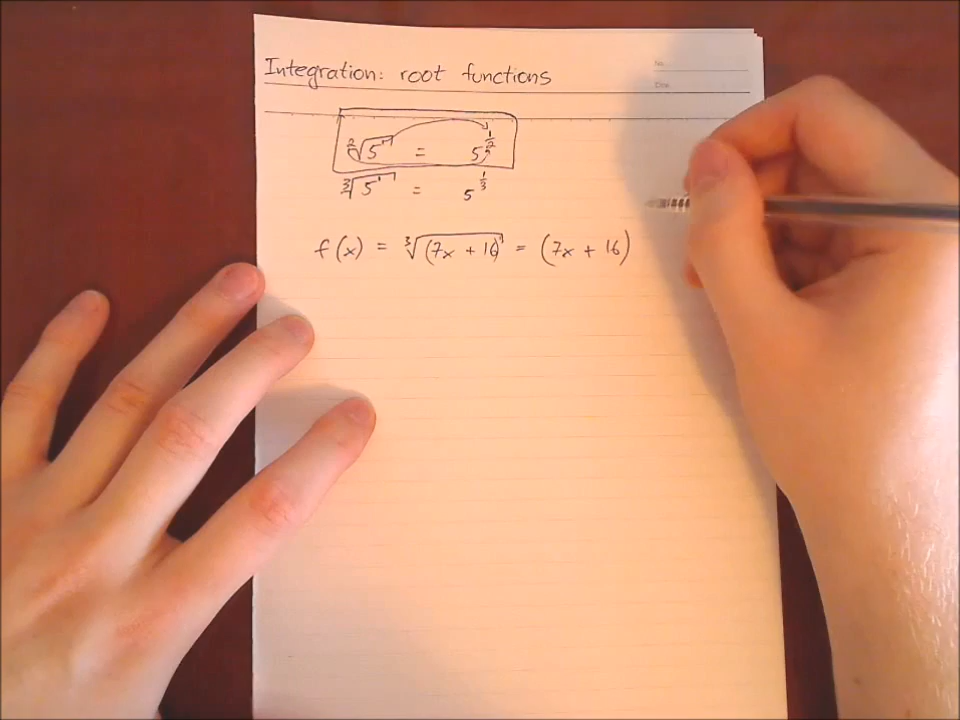 No.
Date
Integration: root functions
²√5¹ = 5^(1/2)
³√5¹ = 5^(1/3)
f(x) = ³√(7x + 16)¹ = (7x + 16)